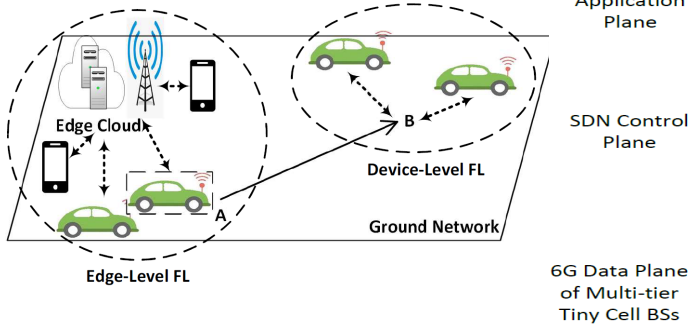 Application
Plane
Edge Cloud
B
SDN Control
Plane
Device-Level FL
A
Ground Network
Edge-Level FL
6G Data Plane
of Multi-tier
Tiny Cell BSs